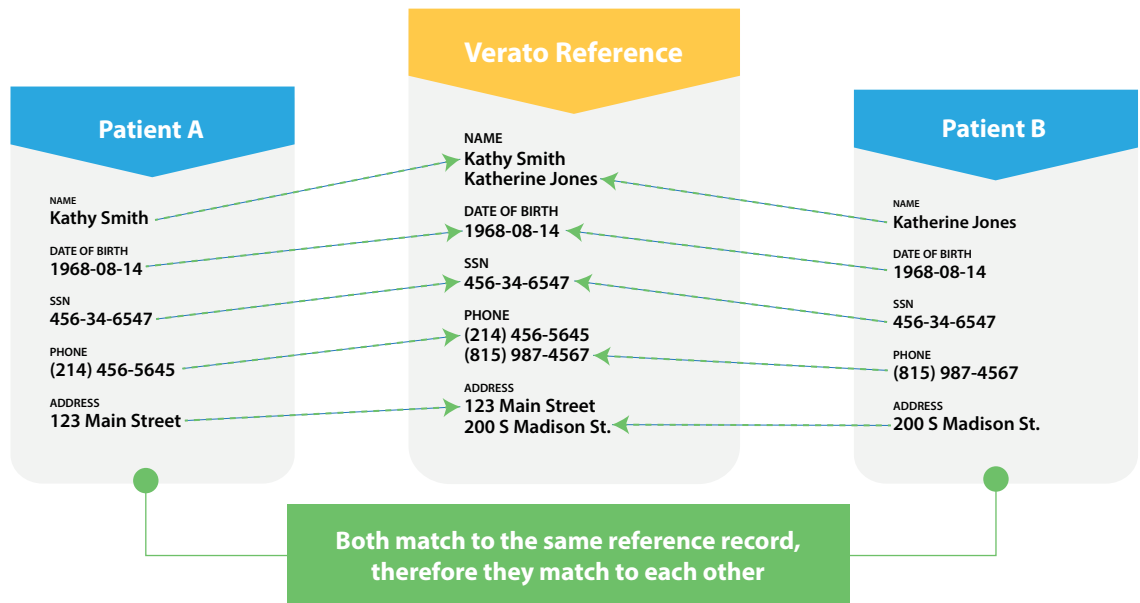 Verato Reference
NAME
Kathy Smith
Katherine Jones
DATE OF BIRTH
1968-08-14
SSN
456-34-6547
PHONE
(214) 456-5645
(815) 987-4567
ADDRESS
123 Main Street
200 S Madison St.
Patient A
NAME
Kathy Smith
DATE OF BIRTH
1968-08-14
SSN
456-34-6547
PHONE
(214) 456-5645
ADDRESS
123 Main Street
Patient B
NAME
Katherine Jones
DATE OF BIRTH
1968-08-14
SSN
456-34-6547
PHONE
(815) 987-4567
ADDRESS
200 S Madison St.
Both match to the same reference record,
therefore they match to each other